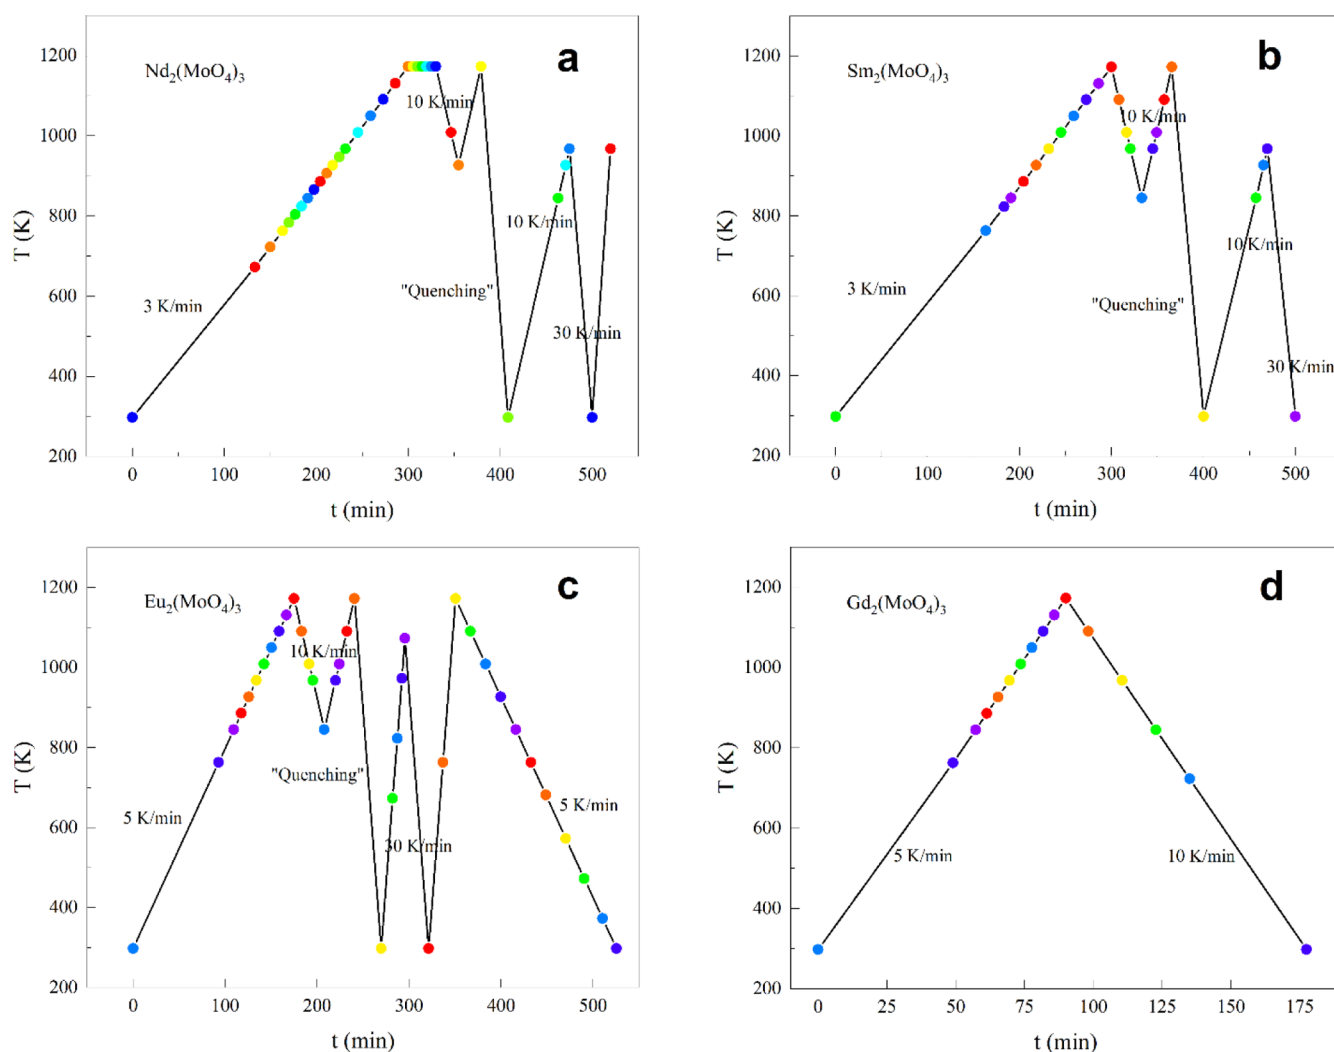 a
Nd₂(MoO₄)₃
1200
1000
800
600
400
200
T (K)
10 K/min
10 K/min
3 K/min
"Quenching"
30 K/min
0
100
200
300
400
500
t (min)
b
Sm₂(MoO₄)₃
1200
1000
800
600
400
200
T (K)
10 K/min
10 K/min
3 K/min
"Quenching"
30 K/min
0
100
200
300
400
500
t (min)
c
Eu₂(MoO₄)₃
1200
1000
800
600
400
200
T (K)
10 K/min
"Quenching"
5 K/min
5 K/min
30 K/min
0
100
200
300
400
500
t (min)
d
Gd₂(MoO₄)₃
1200
1000
800
600
400
200
T (K)
5 K/min
10 K/min
0
25
50
75
100
125
150
175
t (min)